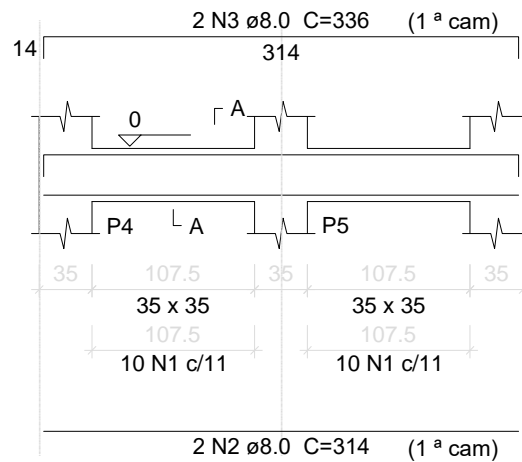 2 N3 ø8.0 C=336 (1 ª cam)
14
314
A
0
P4
A
P5
35 107.5 35 107.5 35
35 x 35 35 x 35
107.5 107.5
10 N1 c/11 10 N1 c/11
2 N2 ø8.0 C=314 (1 ª cam)